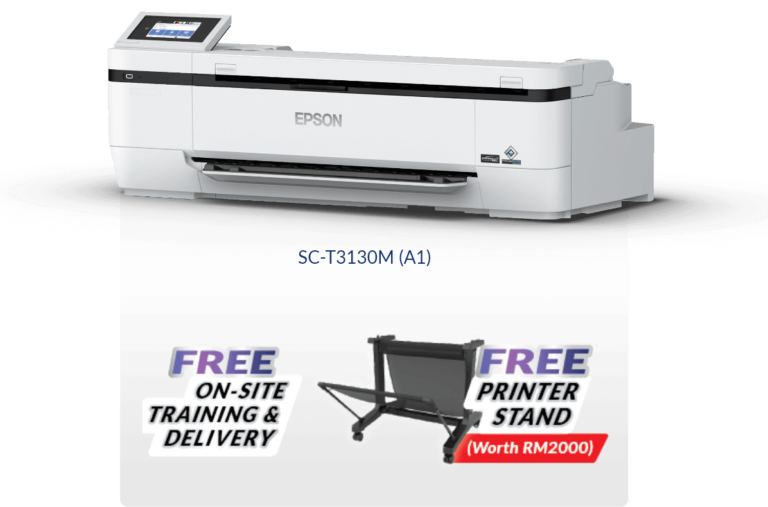 EPSON
SC-T3130M (A1)
FREE
ON-SITE
TRAINING &
DELIVERY
FREE
PRINTER
STAND
(Worth RM2000)